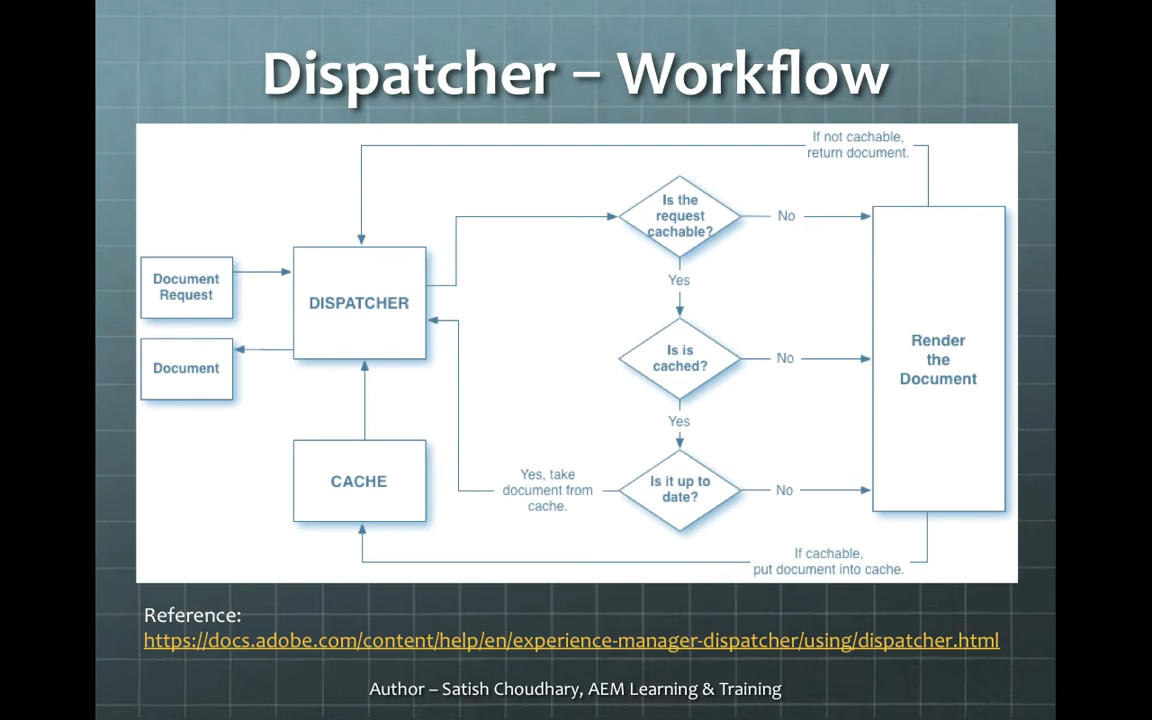 Dispatcher – Workflow
If not cachable,
return document.
Is the
request
cachable?
No
Document
Request
DISPATCHER
Yes
Document
Is is
cached?
No
Render
the
Document
Yes
CACHE
Yes, take
document from
cache.
Is it up to
date?
No
If cachable,
put document into cache.
Reference:
https://docs.adobe.com/content/help/en/experience-manager-dispatcher/using/dispatcher.html
Author – Satish Choudhary, AEM Learning & Training